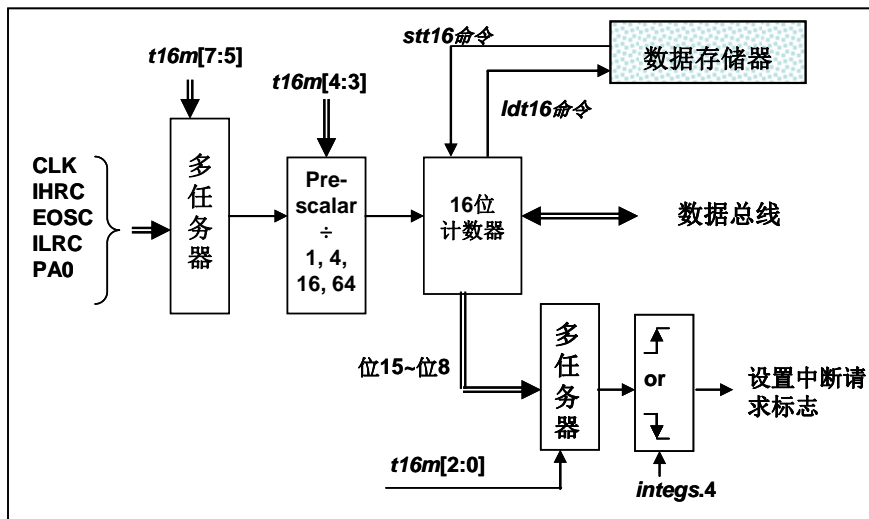 stt16命令
数据存储器
t16m[7:5]
t16m[4:3]
ldt16命令
CLK
IHRC
EOSC
ILRC
PA0
多
任
务
器
Pre-
scalar
÷
1, 4,
16, 64
16位
计数器
数据总线
位15~位8
多
任
务
器
or
设置中断请
求标志
t16m[2:0]
integs.4